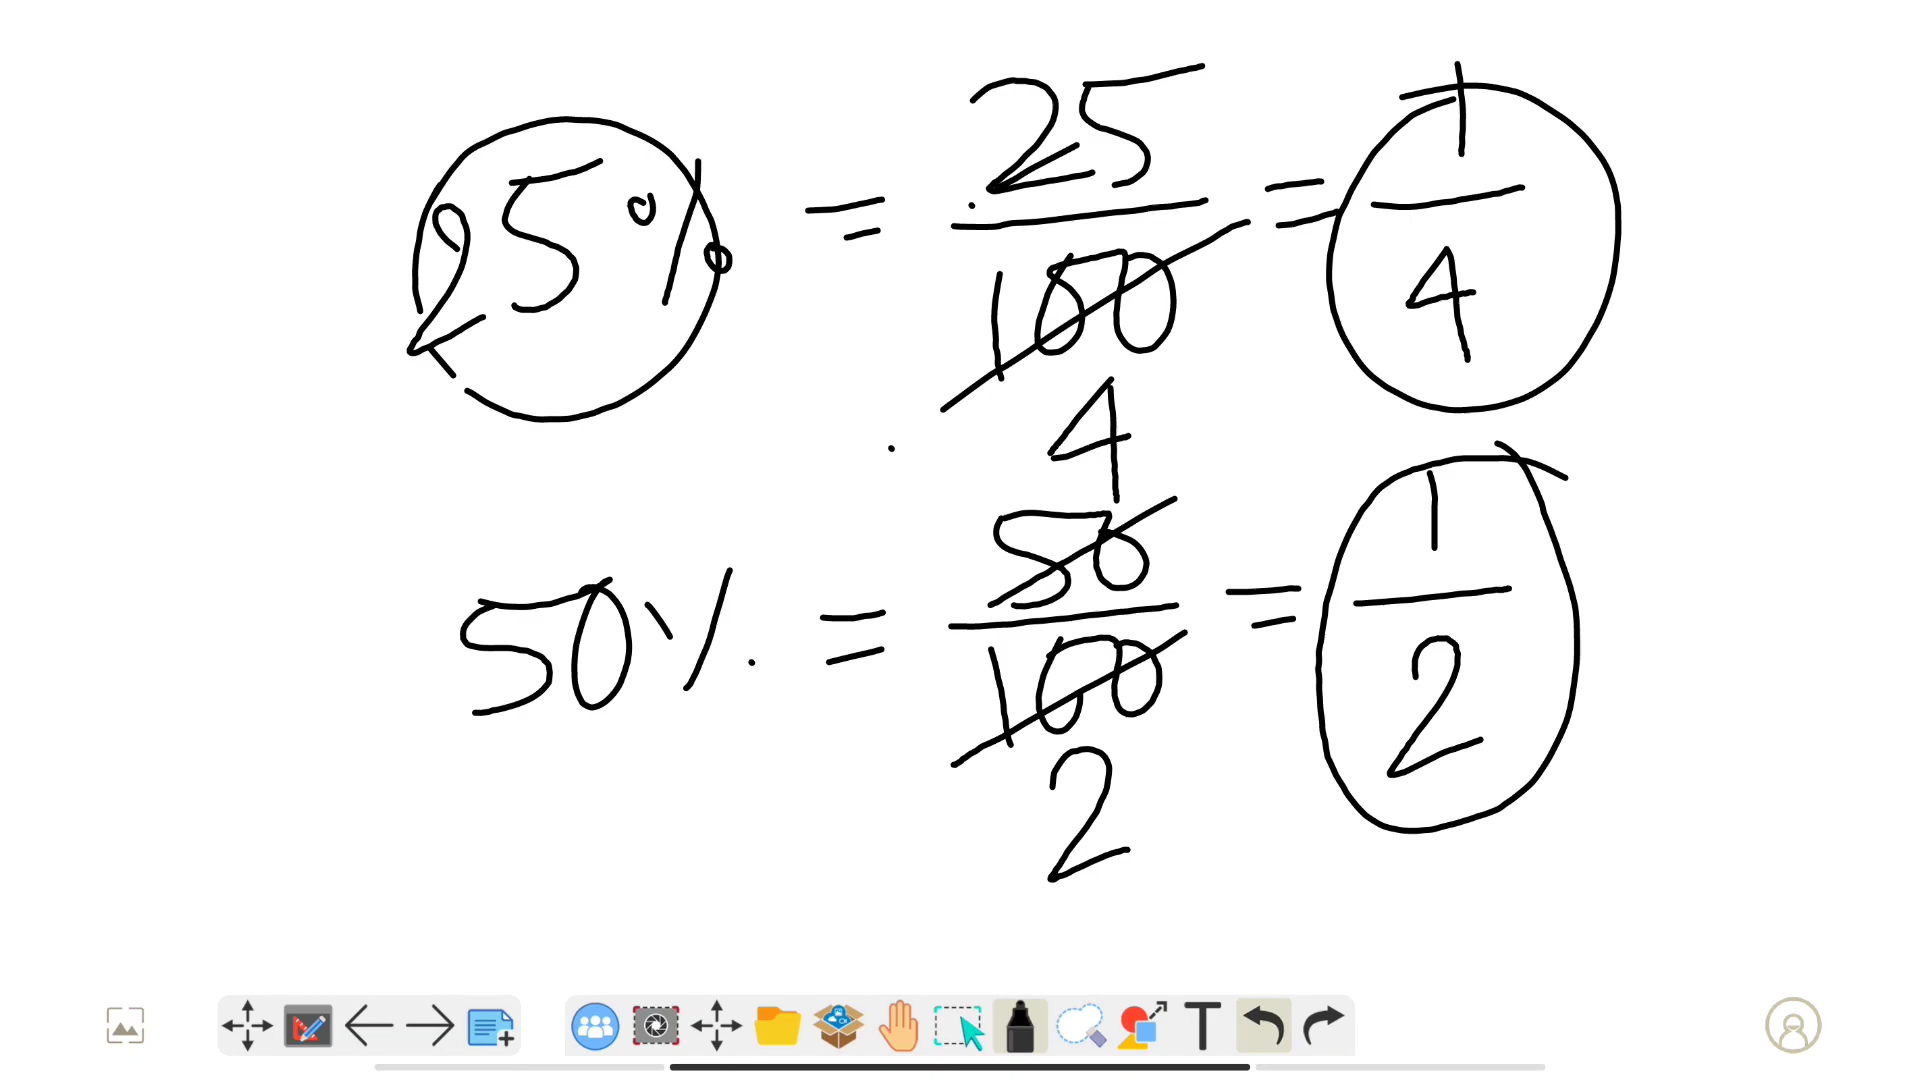 25% = 25/100 = 1/4
4
50% = 50/100 = 1/2
2
T